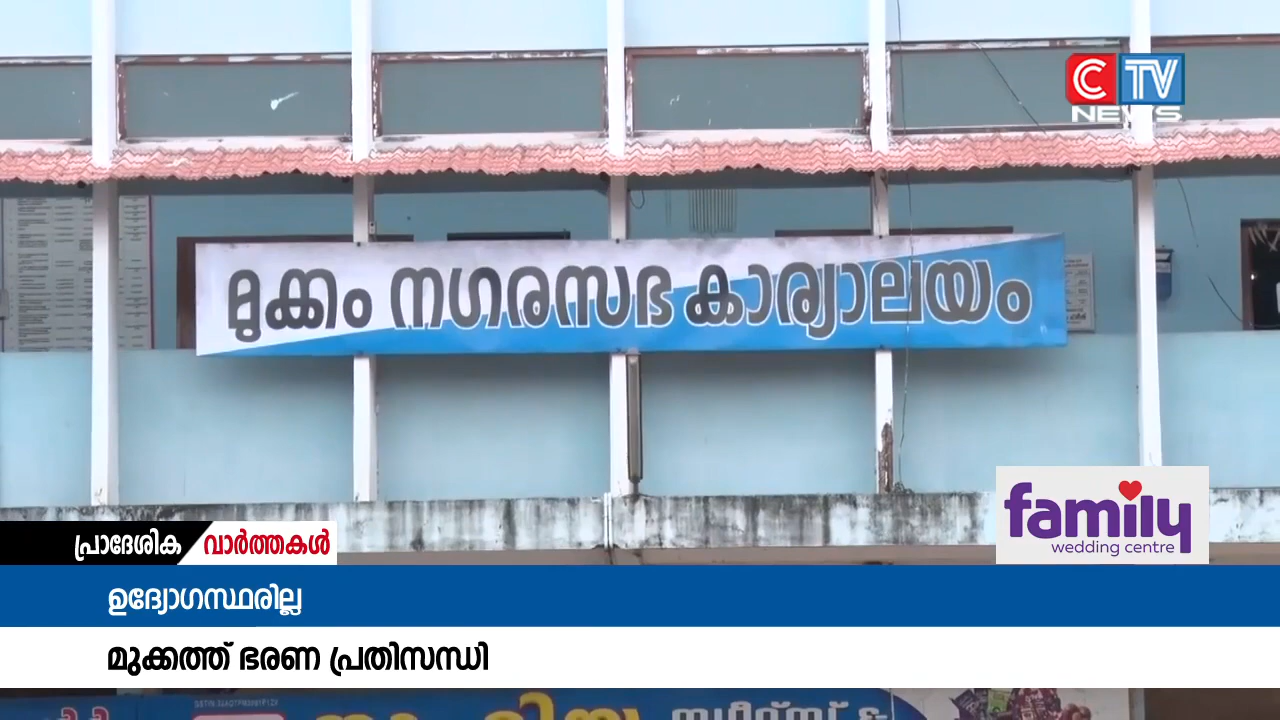 CTV
NEWS
മുക്കം നഗരസഭ കാര്യാലയം
family
wedding centre
പ്രാദേശിക വാർത്തകൾ
ഉദ്യോഗസ്ഥരില്ല
മുക്കത്ത് ഭരണ പ്രതിസന്ധി